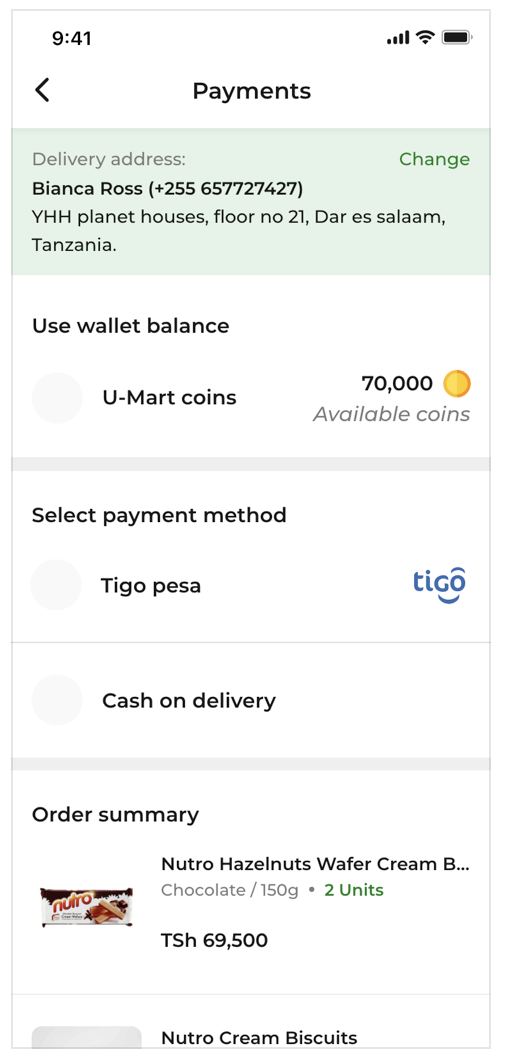 9:41
Payments
Delivery address:
Change
Bianca Ross (+255 657727427)
YHH planet houses, floor no 21, Dar es salaam,
Tanzania.
Use wallet balance
U-Mart coins
70,000
Available coins
Select payment method
Tigo pesa
tigo
Cash on delivery
Order summary
Nutro Hazelnuts Wafer Cream B...
Chocolate / 150g • 2 Units
nutro
TSh 69,500
Nutro Cream Biscuits